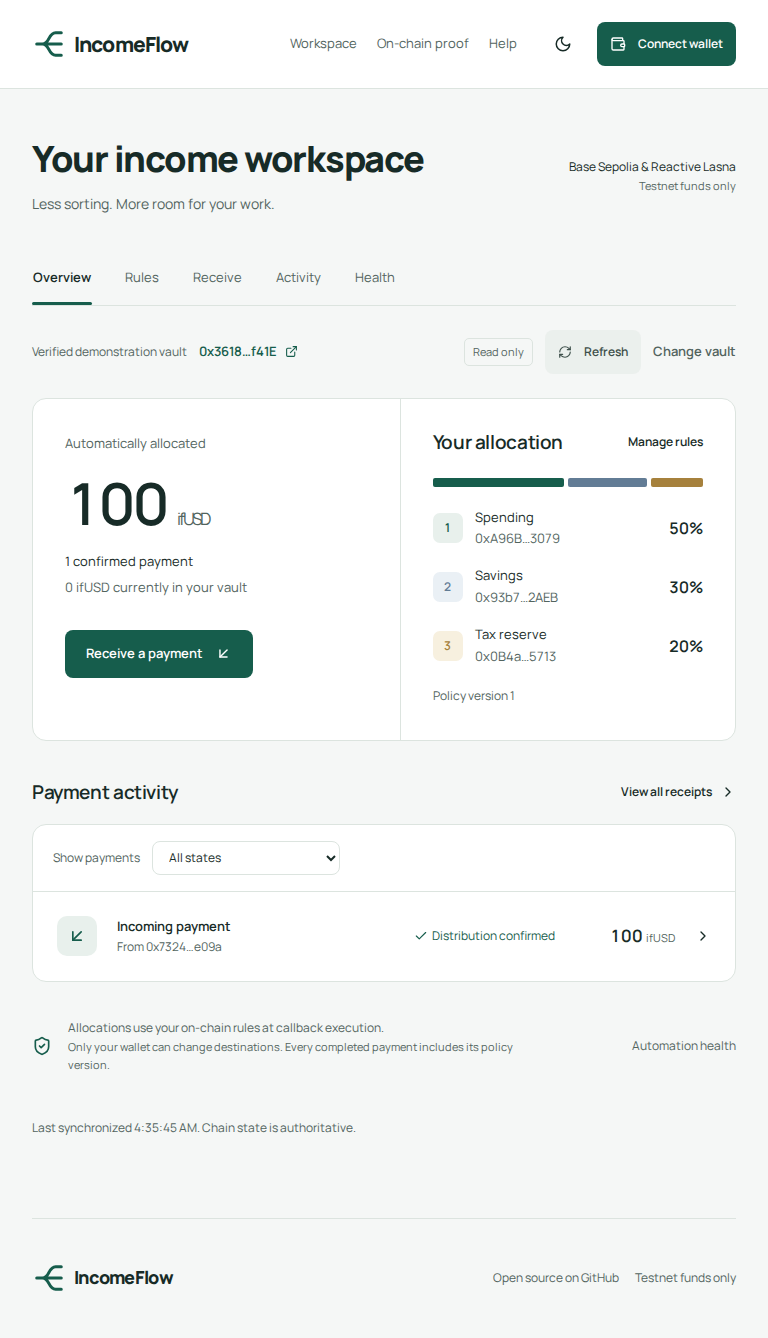 IncomeFlow
Workspace On-chain proof Help Connect wallet
Your income workspace
Base Sepolia & Reactive Lasna
Testnet funds only
Less sorting. More room for your work.
Overview Rules Receive Activity Health
Verified demonstration vault 0x3618...f41E Read only Refresh Change vault
Automatically allocated
100 ifUSD
1 confirmed payment
0 ifUSD currently in your vault
Receive a payment
Your allocation Manage rules
1 Spending 50%
0xA96B...3079
2 Savings 30%
0x93b7...2AEB
3 Tax reserve 20%
0x0B4a...5713
Policy version 1
Payment activity View all receipts
Show payments All states
Incoming payment Distribution confirmed 100 ifUSD
From 0x7324...e09a
Allocations use your on-chain rules at callback execution.
Only your wallet can change destinations. Every completed payment includes its policy
version.
Automation health
Last synchronized 4:35:45 AM. Chain state is authoritative.
IncomeFlow Open source on GitHub Testnet funds only